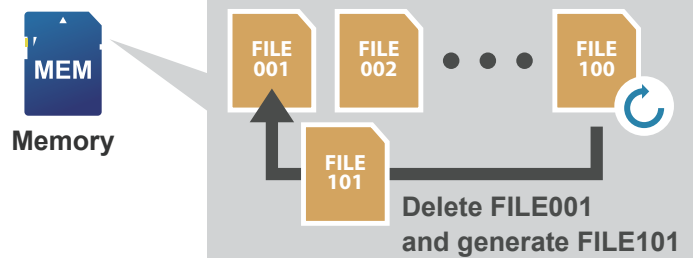 MEM
Memory
FILE
001
FILE
002
FILE
100
FILE
101
Delete FILE001
and generate FILE101